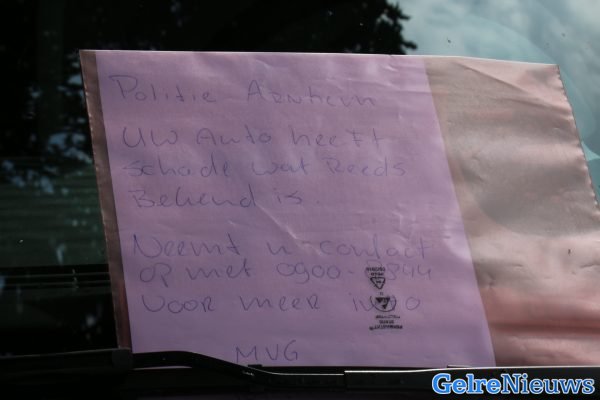 Politie Arnhem
UW Auto heeft
schade wat Reeds
Bekend is.
Neemt u contact
op met 0900-8844
voor meer info
MVG
GelreNieuws